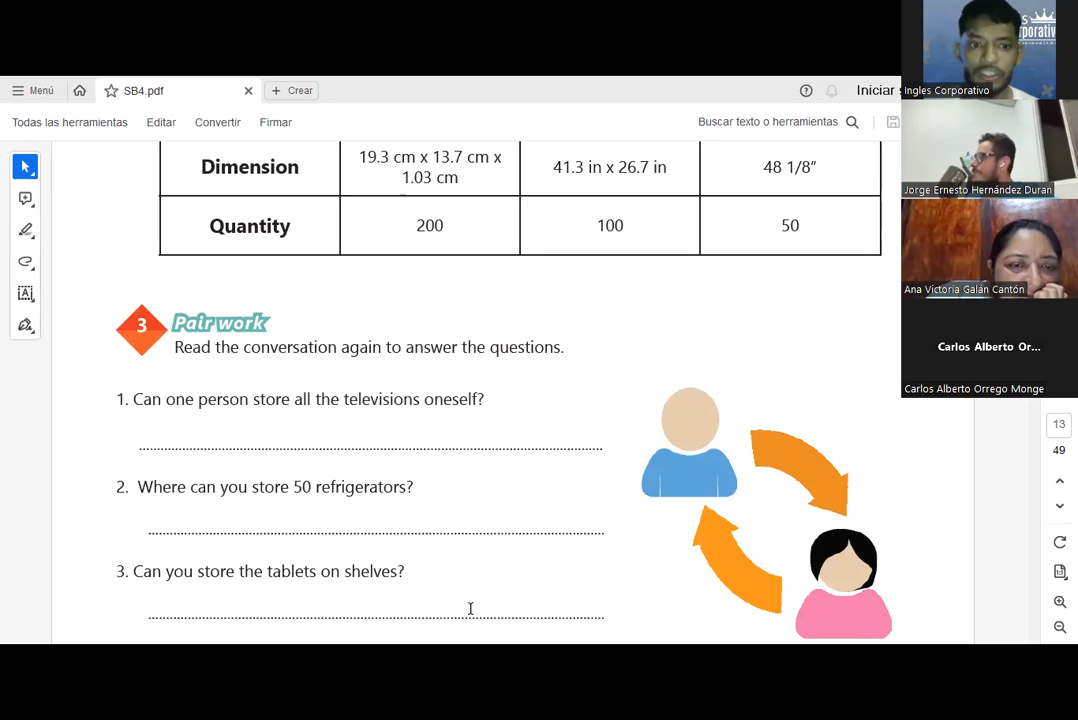 Menú
SB4.pdf
Crear
Iniciar s
Todas las herramientas
Editar
Convertir
Firmar
Buscar texto o herramientas
Dimension
19.3 cm x 13.7 cm x
1.03 cm
41.3 in x 26.7 in
48 1/8”
Quantity
200
100
50
3
Pair work
Read the conversation again to answer the questions.
1. Can one person store all the televisions oneself?
2. Where can you store 50 refrigerators?
3. Can you store the tablets on shelves?
Ingles Corporativo
Jorge Ernesto Hernández Duran
Ana Victoria Galán Cantón
Carlos Alberto Or...
Carlos Alberto Orrego Monge
13
49